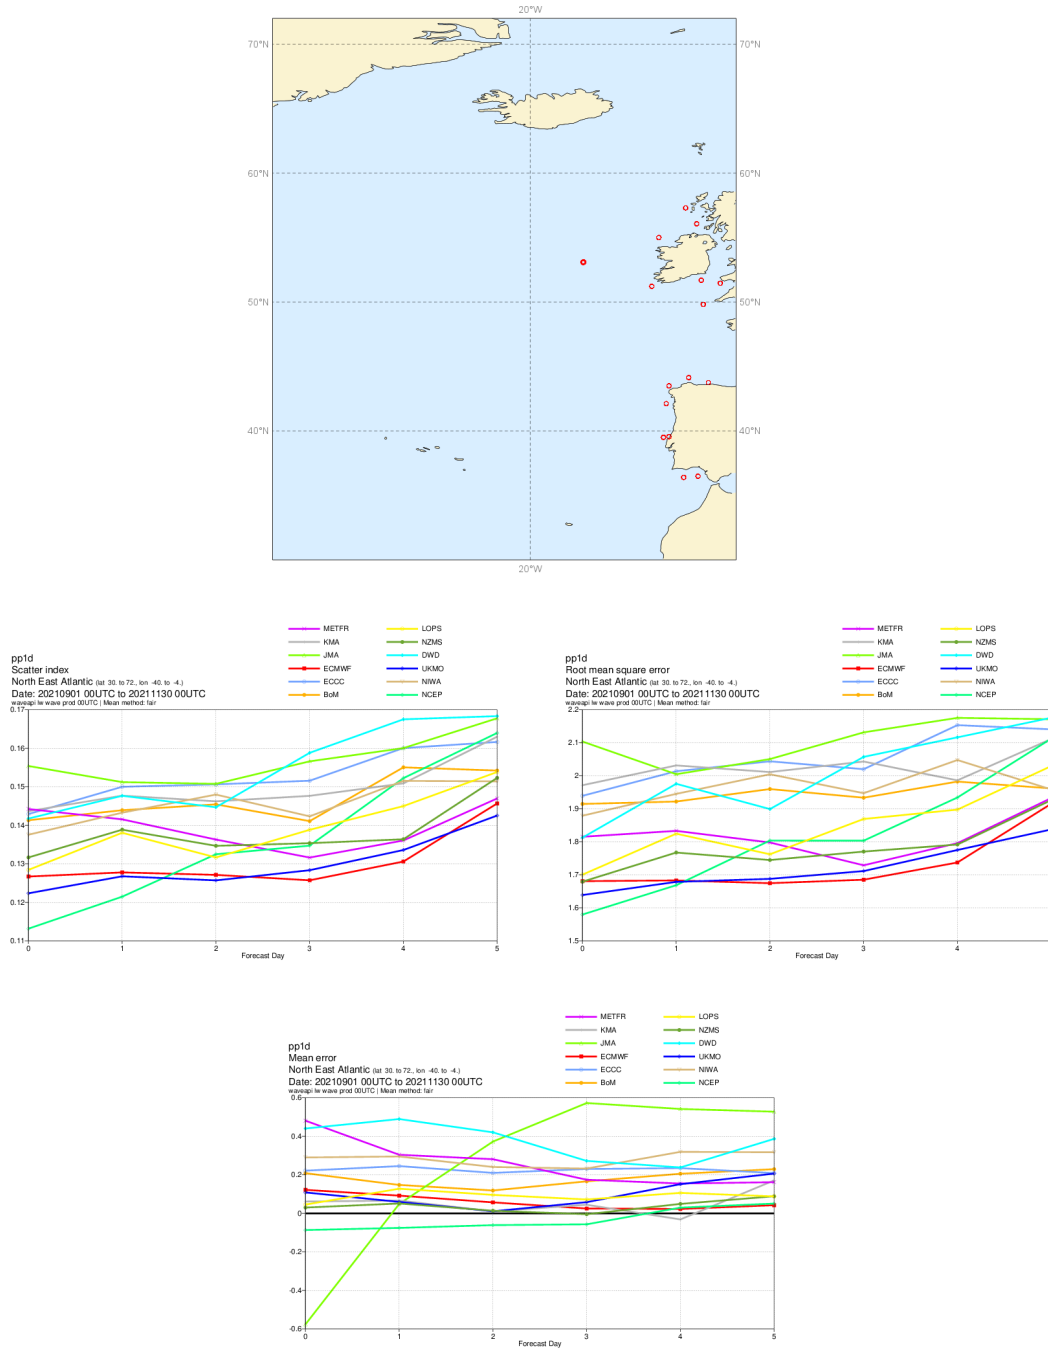 20°W
70°N 70°N
60°N 60°N
50°N 50°N
40°N 40°N
20°W
METFR LOPS
KMA NZMS
JMA DWD
ECMWF UKMO
ECCC NIWA
BoM NCEP
pp1d
Scatter index
North East Atlantic (lat 30. to 72., lon -40. to -4.)
Date: 20210901 00UTC to 20211130 00UTC
waveapi lw wave prod 00UTC | Mean method: fair
0.17
0.16
0.15
0.14
0.13
0.12
0.11
0 1 2 3 4 5
Forecast Day
METFR LOPS
KMA NZMS
JMA DWD
ECMWF UKMO
ECCC NIWA
BoM NCEP
pp1d
Root mean square error
North East Atlantic (lat 30. to 72., lon -40. to -4.)
Date: 20210901 00UTC to 20211130 00UTC
waveapi lw wave prod 00UTC | Mean method: fair
2.2
2.1
2
1.9
1.8
1.7
1.6
1.5
0 1 2 3 4
Forecast Day
METFR LOPS
KMA NZMS
JMA DWD
ECMWF UKMO
ECCC NIWA
BoM NCEP
pp1d
Mean error
North East Atlantic (lat 30. to 72., lon -40. to -4.)
Date: 20210901 00UTC to 20211130 00UTC
waveapi lw wave prod 00UTC | Mean method: fair
0.6
0.4
0.2
0
-0.2
-0.4
-0.6
0 1 2 3 4 5
Forecast Day